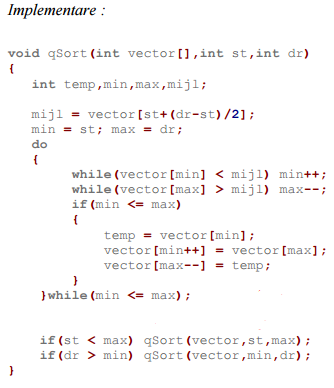 Implementare :
void qSort(int vector[],int st,int dr)
{
int temp,min,max,mijl;
mijl = vector[st+(dr-st)/2];
min = st; max = dr;
do
{
while(vector[min] < mijl) min++;
while(vector[max] > mijl) max--;
if(min <= max)
{
temp = vector[min];
vector[min++] = vector[max];
vector[max--] = temp;
}
}while(min <= max);
if(st < max) qSort(vector,st,max);
if(dr > min) qSort(vector,min,dr);
}